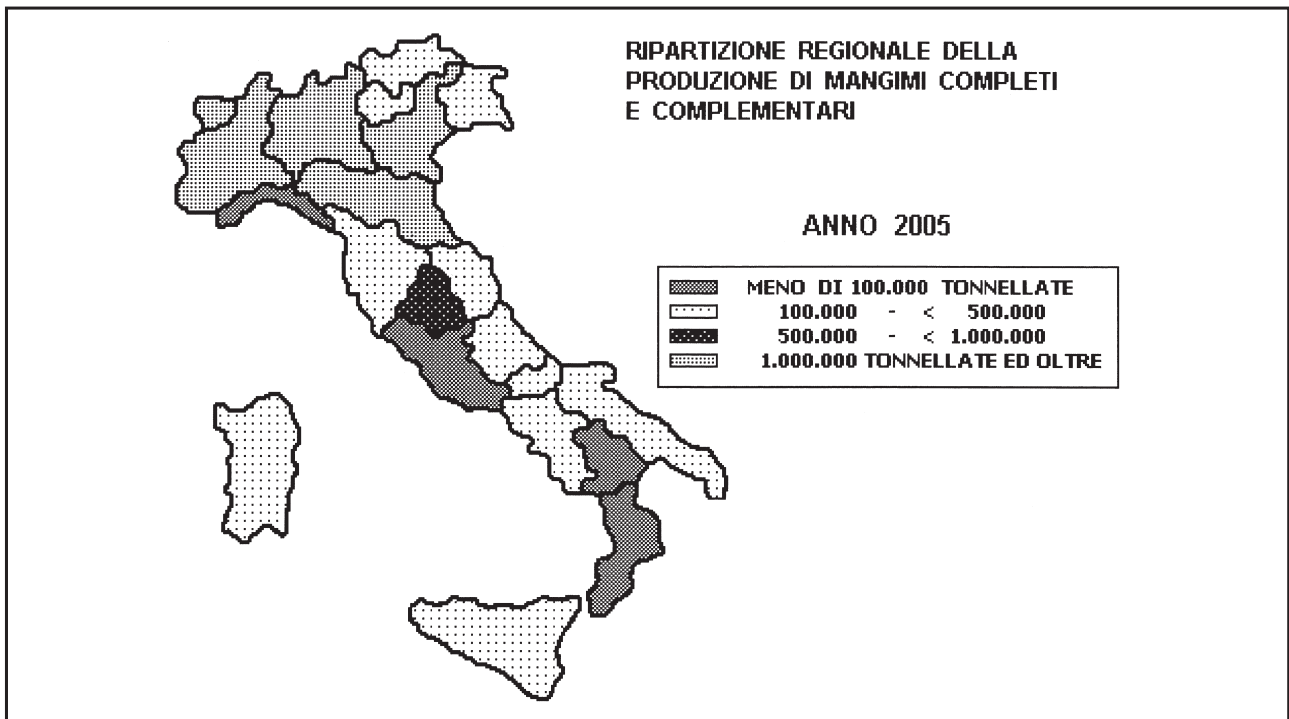 RIPARTIZIONE REGIONALE DELLA
PRODUZIONE DI MANGIMI COMPLETI
E COMPLEMENTARI
ANNO 2005
MENO DI 100.000 TONNELLATE
100.000 - < 500.000
500.000 - < 1.000.000
1.000.000 TONNELLATE ED OLTRE